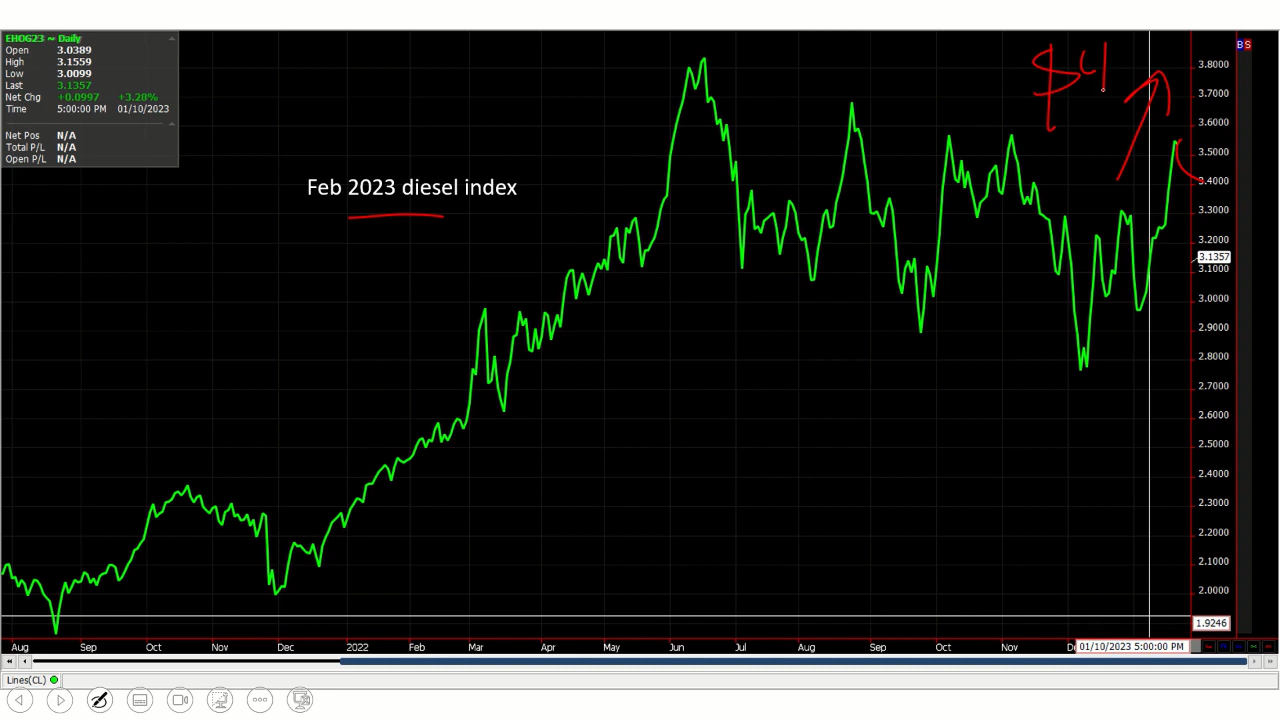 EHOG23 ~ Daily
Open 3.0389
High 3.1559
Low 3.0099
Last 3.1357
Net Chg +0.0997 +3.28%
Time 5:00:00 PM 01/10/2023
Net Pos N/A
Total P/L N/A
Open P/L N/A
$4
BS
Feb 2023 diesel index
3.8000
3.7000
3.6000
3.5000
3.4000
3.3000
3.2000
3.1357
3.1000
3.0000
2.9000
2.8000
2.7000
2.6000
2.5000
2.4000
2.3000
2.2000
2.1000
2.0000
1.9246
Aug Sep Oct Nov Dec 2022 Feb Mar Apr May Jun Jul Aug Sep Oct Nov 01/10/2023 5:00:00 PM
Lines(CL)